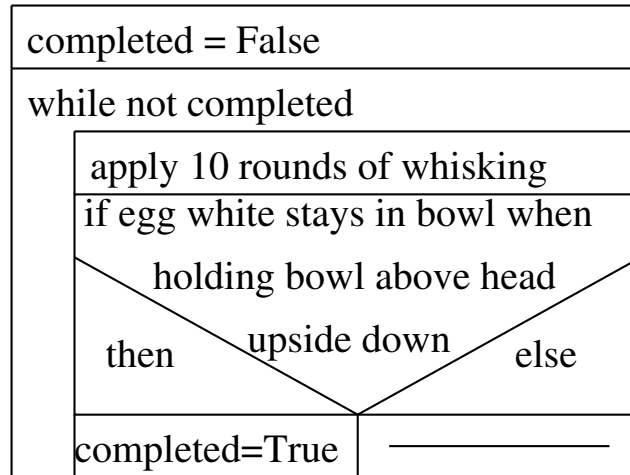 completed = False
while not completed
apply 10 rounds of whisking
if egg white stays in bowl when
holding bowl above head
upside down
then
else
completed=True